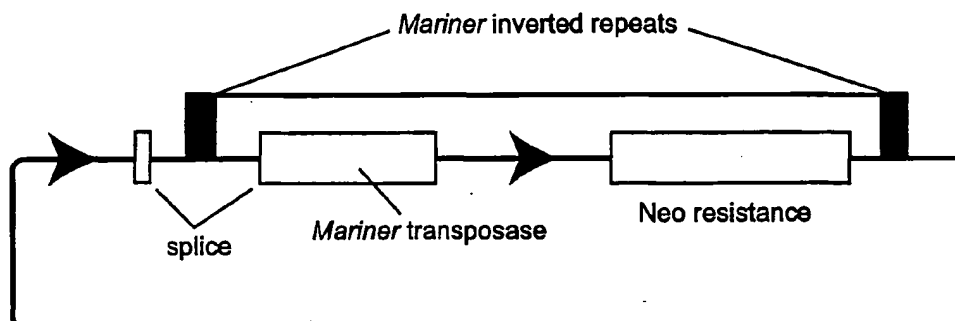 Mariner inverted repeats
Neo resistance
Mariner transposase
splice